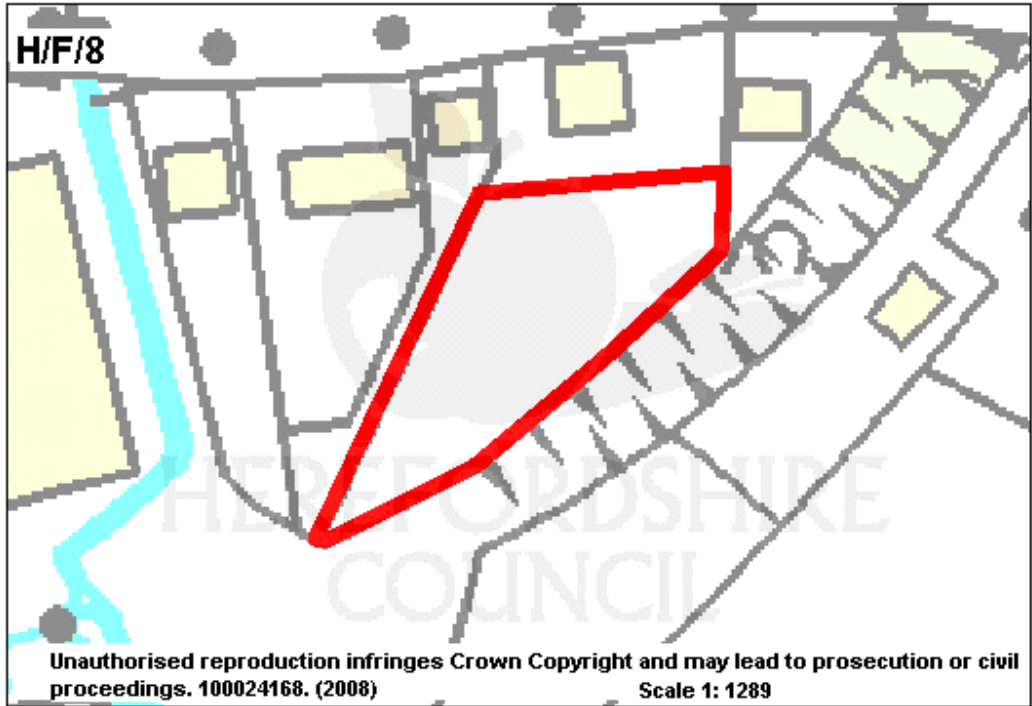 H/F/8
HEREFORDSHIRE
COUNCIL
Unauthorised reproduction infringes Crown Copyright and may lead to prosecution or civil
proceedings. 100024168. (2008) Scale 1: 1289